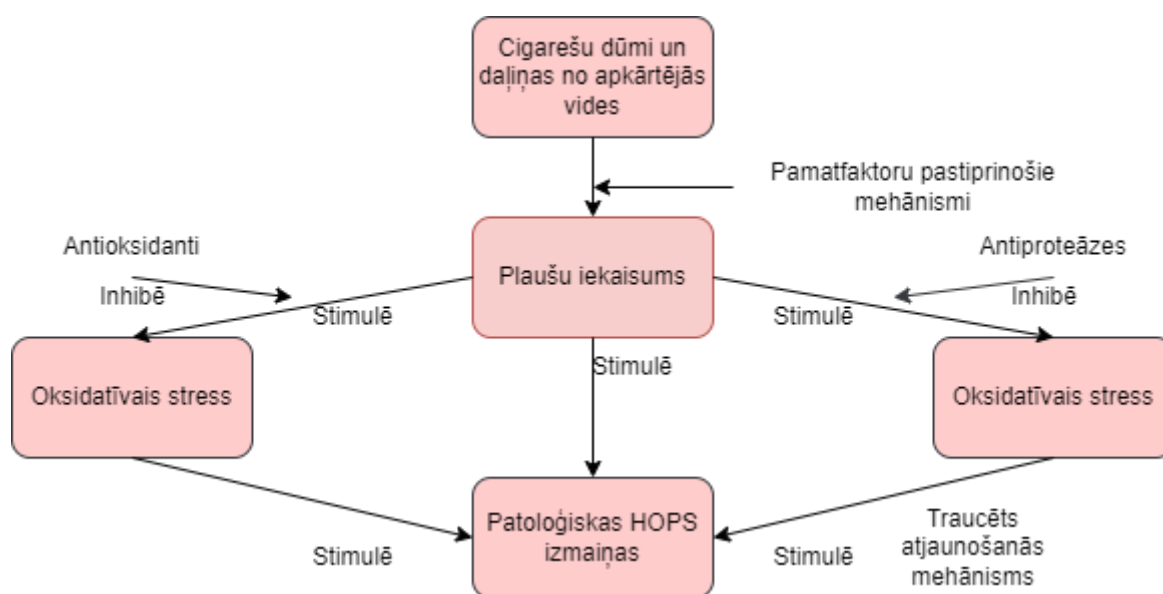 Cigarešu dūmi un
daļiņas no apkārtējās
vides
Pamatfaktoru pastiprinošie
mehānismi
Antioksidanti
Inhibē
Stimulē
Plaušu iekaisums
Antiproteāzes
Inhibē
Stimulē
Stimulē
Oksidatīvais stress
Oksidatīvais stress
Patoloģiskas HOPS
izmaiņas
Stimulē
Stimulē
Traucēts
atjaunošanās
mehānisms